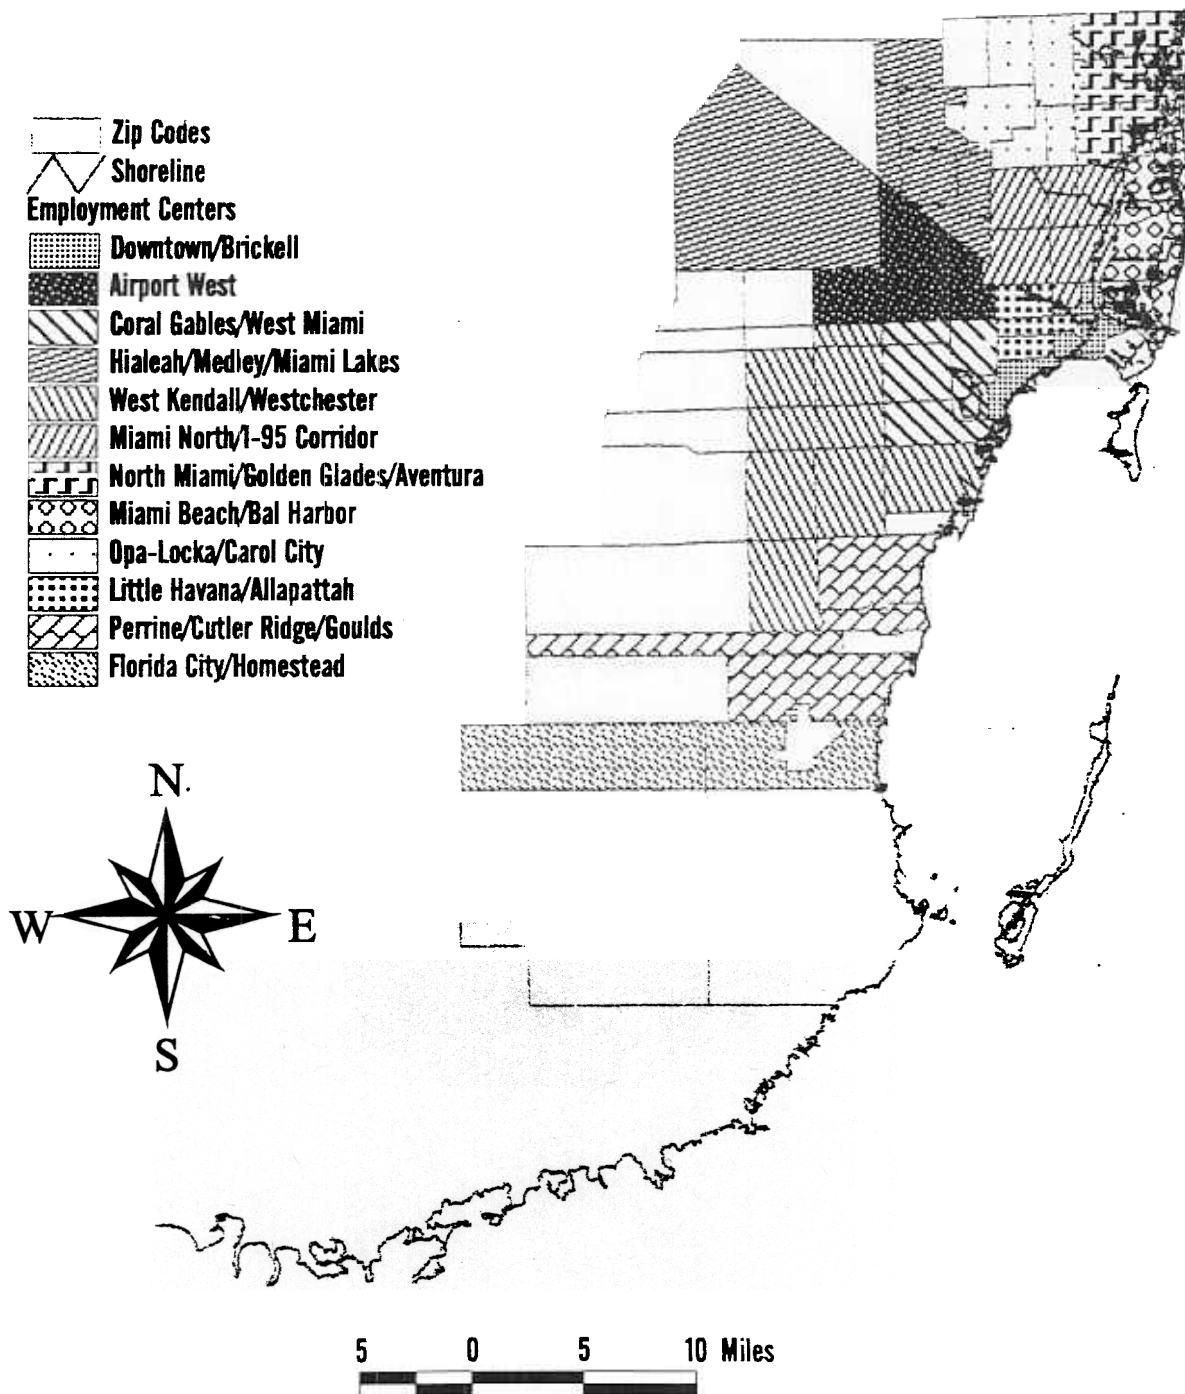 Zip Codes
Shoreline
Employment Centers
Downtown/Brickell
Airport West
Coral Gables/West Miami
Hialeah/Medley/Miami Lakes
West Kendall/Westchester
Miami North/1-95 Corridor
North Miami/Golden Glades/Aventura
Miami Beach/Bal Harbor
Opa-Locka/Carol City
Little Havana/Allapattah
Perrine/Cutler Ridge/Goulds
Florida City/Homestead
N
W E
S
5 0 5 10 Miles